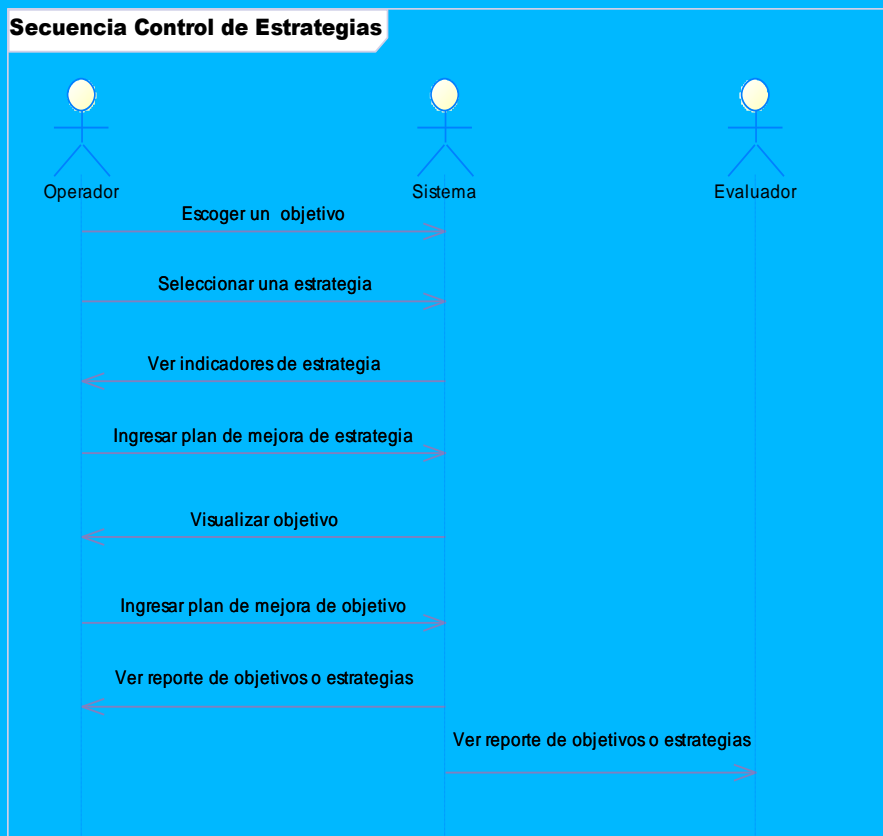 Secuencia Control de Estrategias
Operador
Sistema
Evaluador
Escoger un objetivo
Seleccionar una estrategia
Ver indicadores de estrategia
Ingresar plan de mejora de estrategia
Visualizar objetivo
Ingresar plan de mejora de objetivo
Ver reporte de objetivos o estrategias
Ver reporte de objetivos o estrategias